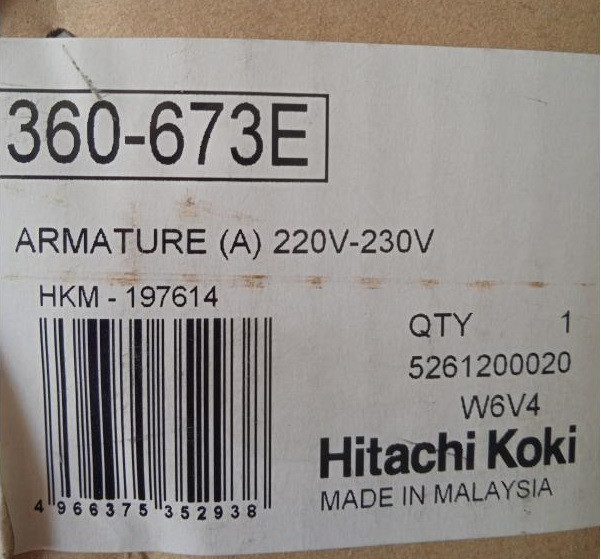 360-673E
ARMATURE (A) 220V-230V
HKM - 197614
QTY 1
5261200020
W6V4
Hitachi Koki
MADE IN MALAYSIA
4 966375 352938